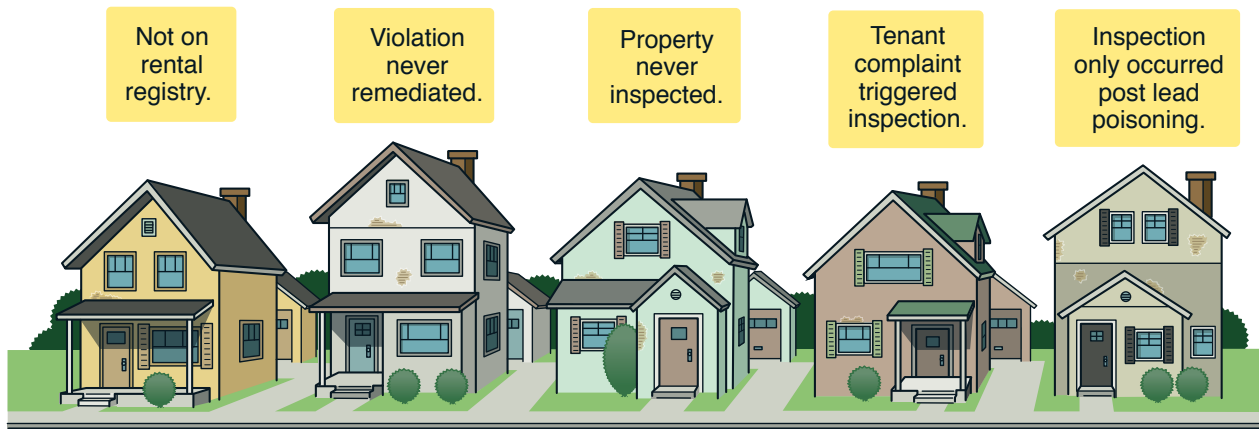 Not on
rental
registry.
Violation
never
remediated.
Property
never
inspected.
Tenant
complaint
triggered
inspection.
Inspection
only occurred
post lead
poisoning.